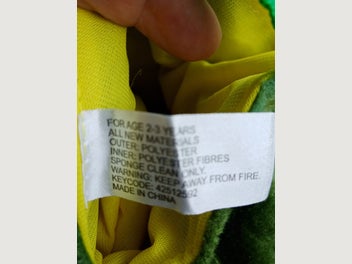 FOR AGE 2-3 YEARS
ALL NEW MATERIALS
OUTER: POLYESTER
INNER: POLYESTER FIBRES
SPONGE CLEAN ONLY.
WARNING: KEEP AWAY FROM FIRE.
KEYCODE: 42512592
MADE IN CHINA